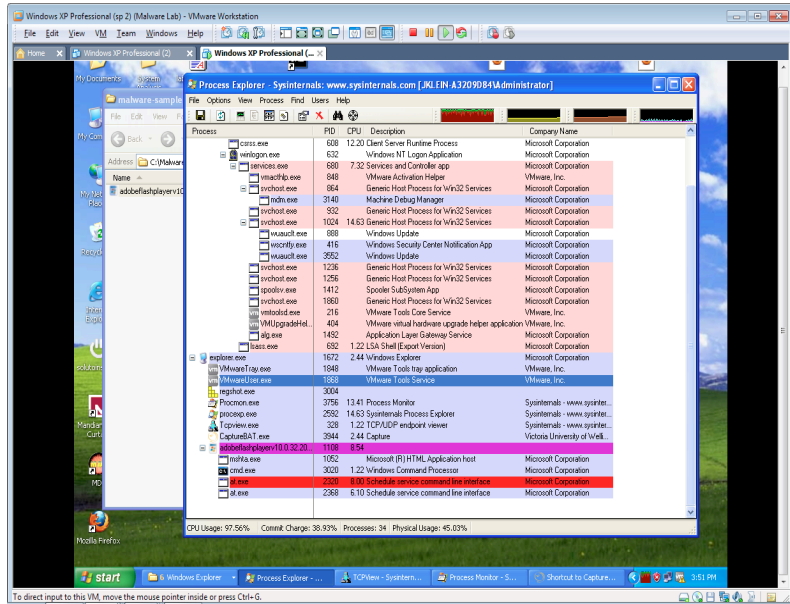 Windows XP Professional (sp 2) (Malware Lab) - VMware Workstation
File Edit View VM Team Windows Help
Home Windows XP Professional (2) Windows XP Professional (...
My Documents System
malware-sample
File Edit View
Back
Address C:\Malware
Name
adobeflashplayerv10
Mozilla Firefox
Process Explorer - Sysinternals: www.sysinternals.com [JKLEIN-A3209D84\Administrator]
File Options View Process Find Users Help
Process PID CPU Description Company Name
csrss.exe 608 12.20 Client Server Runtime Process Microsoft Corporation
winlogon.exe 632 Windows NT Logon Application Microsoft Corporation
services.exe 680 7.32 Services and Controller app Microsoft Corporation
vmacthlp.exe 848 VMware Activation Helper VMware, Inc.
svchost.exe 864 Generic Host Process for Win32 Services Microsoft Corporation
mdm.exe 3140 Machine Debug Manager Microsoft Corporation
svchost.exe 932 Generic Host Process for Win32 Services Microsoft Corporation
svchost.exe 1024 14.63 Generic Host Process for Win32 Services Microsoft Corporation
wuauclt.exe 888 Windows Update Microsoft Corporation
wscntfy.exe 416 Windows Security Center Notification App Microsoft Corporation
wuauclt.exe 3552 Windows Update Microsoft Corporation
svchost.exe 1236 Generic Host Process for Win32 Services Microsoft Corporation
svchost.exe 1256 Generic Host Process for Win32 Services Microsoft Corporation
spoolsv.exe 1412 Spooler SubSystem App Microsoft Corporation
svchost.exe 1860 Generic Host Process for Win32 Services Microsoft Corporation
vmtoolsd.exe 216 VMware Tools Core Service VMware, Inc.
VMUpgradeHel... 404 VMware virtual hardware upgrade helper application VMware, Inc.
alg.exe 1492 Application Layer Gateway Service Microsoft Corporation
lsass.exe 692 1.22 LSA Shell (Export Version) Microsoft Corporation
explorer.exe 1672 2.44 Windows Explorer Microsoft Corporation
VMwareTray.exe 1848 VMware Tools tray application VMware, Inc.
VMwareUser.exe 1868 VMware Tools Service VMware, Inc.
regshot.exe 3004
Procmon.exe 3756 13.41 Process Monitor Sysinternals - www.sysinter...
procexp.exe 2592 14.63 Sysinternals Process Explorer Sysinternals - www.sysinter...
Tcpview.exe 328 1.22 TCP/UDP endpoint viewer Sysinternals - www.sysinter...
CaptureBAT.exe 3944 2.44 Capture Victoria University of Welli...
adobeflashplayerv10.0.32.20... 1108 8.54
mshta.exe 1052 Microsoft (R) HTML Application host Microsoft Corporation
cmd.exe 3020 1.22 Windows Command Processor Microsoft Corporation
at.exe 2320 8.00 Schedule service command line interface Microsoft Corporation
at.exe 2368 6.10 Schedule service command line interface Microsoft Corporation
CPU Usage: 97.56% Commit Charge: 38.93% Processes: 34 Physical Usage: 45.03%
start 6 Windows Explorer Process Explorer - ... TCPView - Sysintern... Process Monitor - S... Shortcut to Capture... 3:51 PM
To direct input to this VM, move the mouse pointer inside or press Ctrl+G.